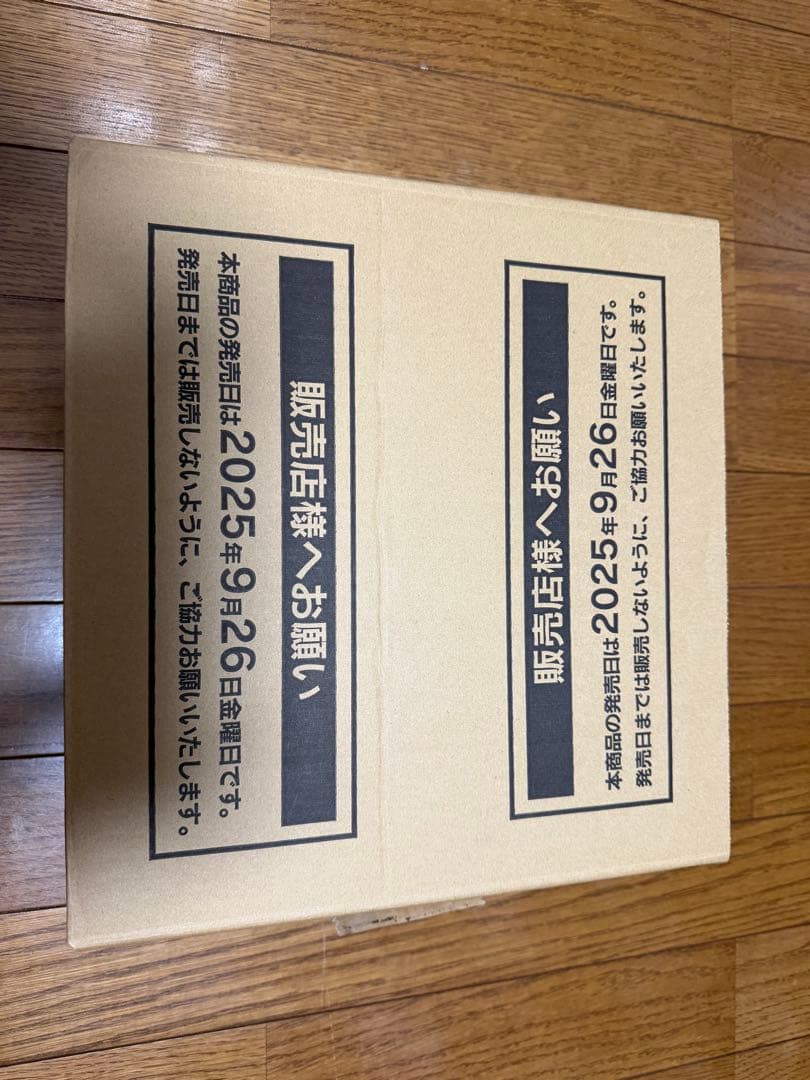 販売店様へお願い
本商品の発売日は2025年9月26日金曜日です。
発売日までは販売しないように、ご協力お願いいたします。
販売店様へお願い
本商品の発売日は2025年9月26日金曜日です。
発売日までは販売しないように、ご協力お願いいたします。